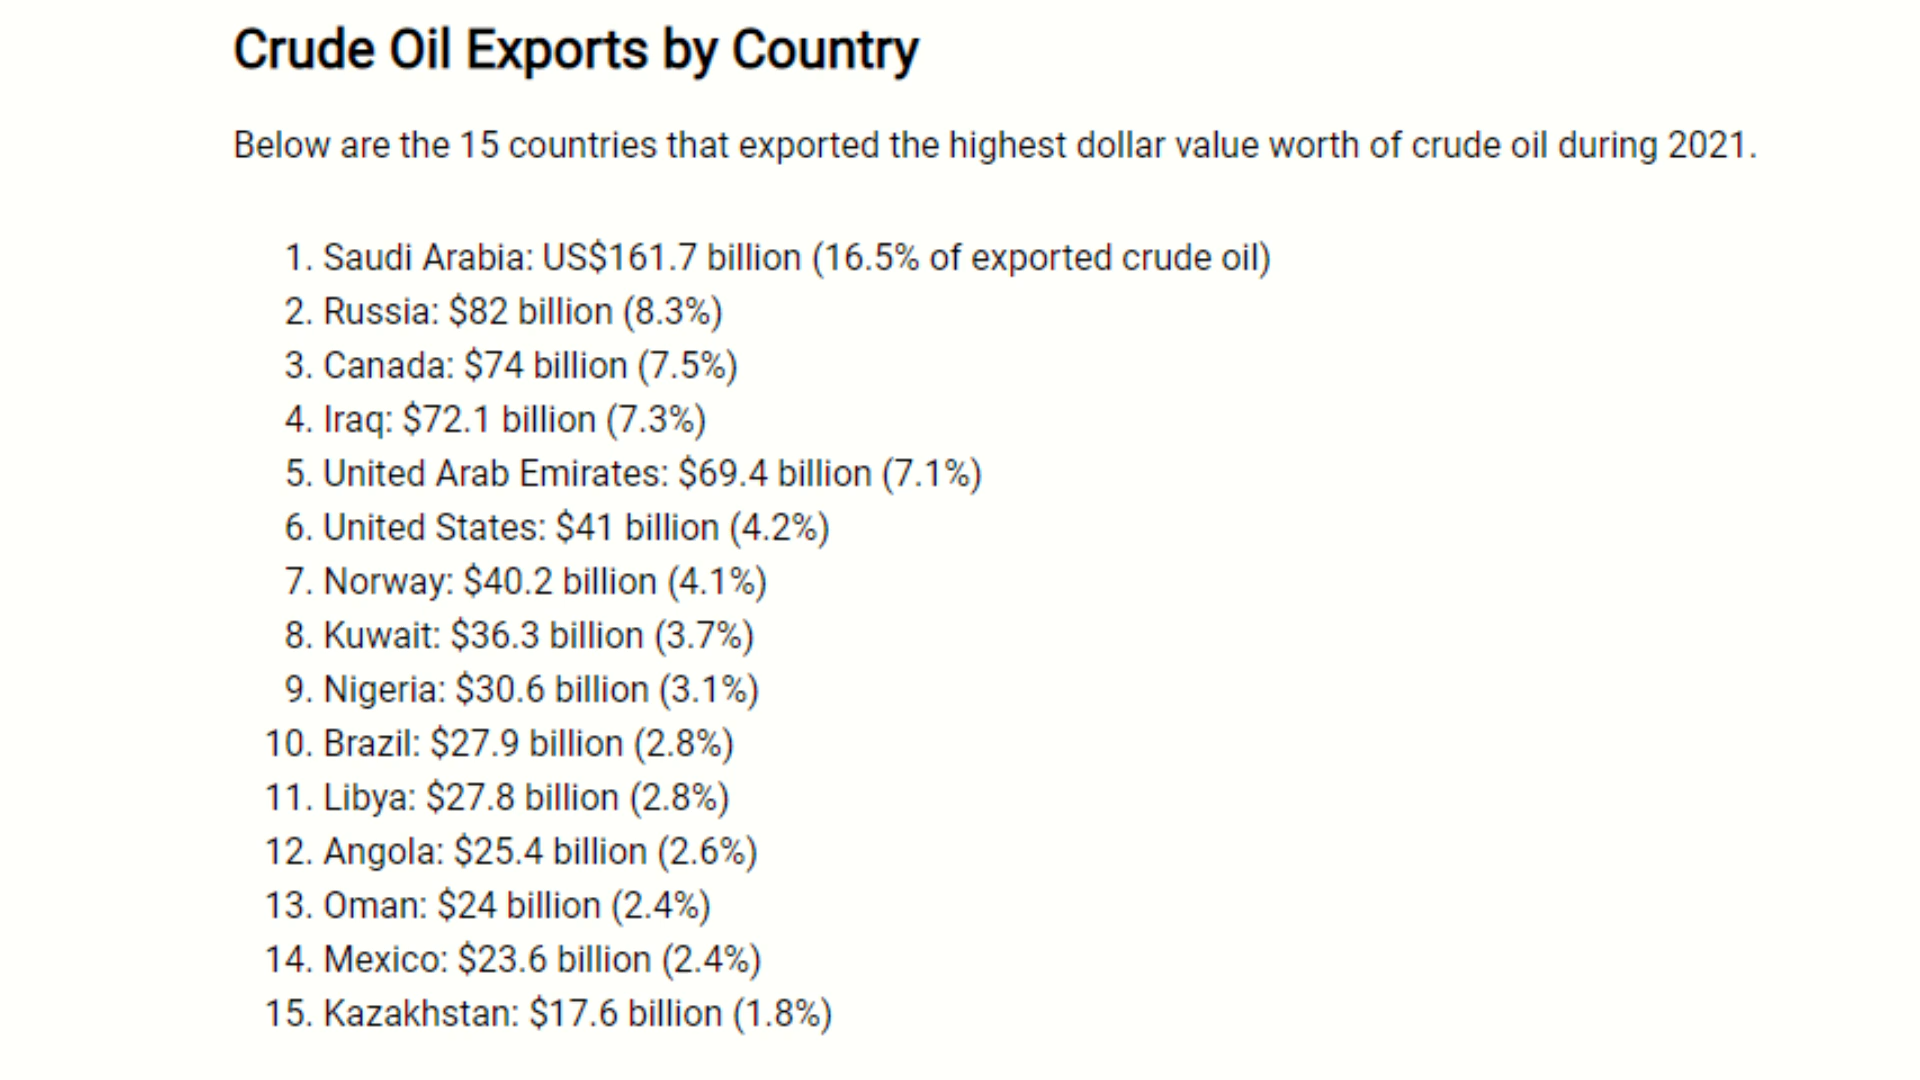 Crude Oil Exports by Country
Below are the 15 countries that exported the highest dollar value worth of crude oil during 2021.
1. Saudi Arabia: US$161.7 billion (16.5% of exported crude oil)
2. Russia: $82 billion (8.3%)
3. Canada: $74 billion (7.5%)
4. Iraq: $72.1 billion (7.3%)
5. United Arab Emirates: $69.4 billion (7.1%)
6. United States: $41 billion (4.2%)
7. Norway: $40.2 billion (4.1%)
8. Kuwait: $36.3 billion (3.7%)
9. Nigeria: $30.6 billion (3.1%)
10. Brazil: $27.9 billion (2.8%)
11. Libya: $27.8 billion (2.8%)
12. Angola: $25.4 billion (2.6%)
13. Oman: $24 billion (2.4%)
14. Mexico: $23.6 billion (2.4%)
15. Kazakhstan: $17.6 billion (1.8%)